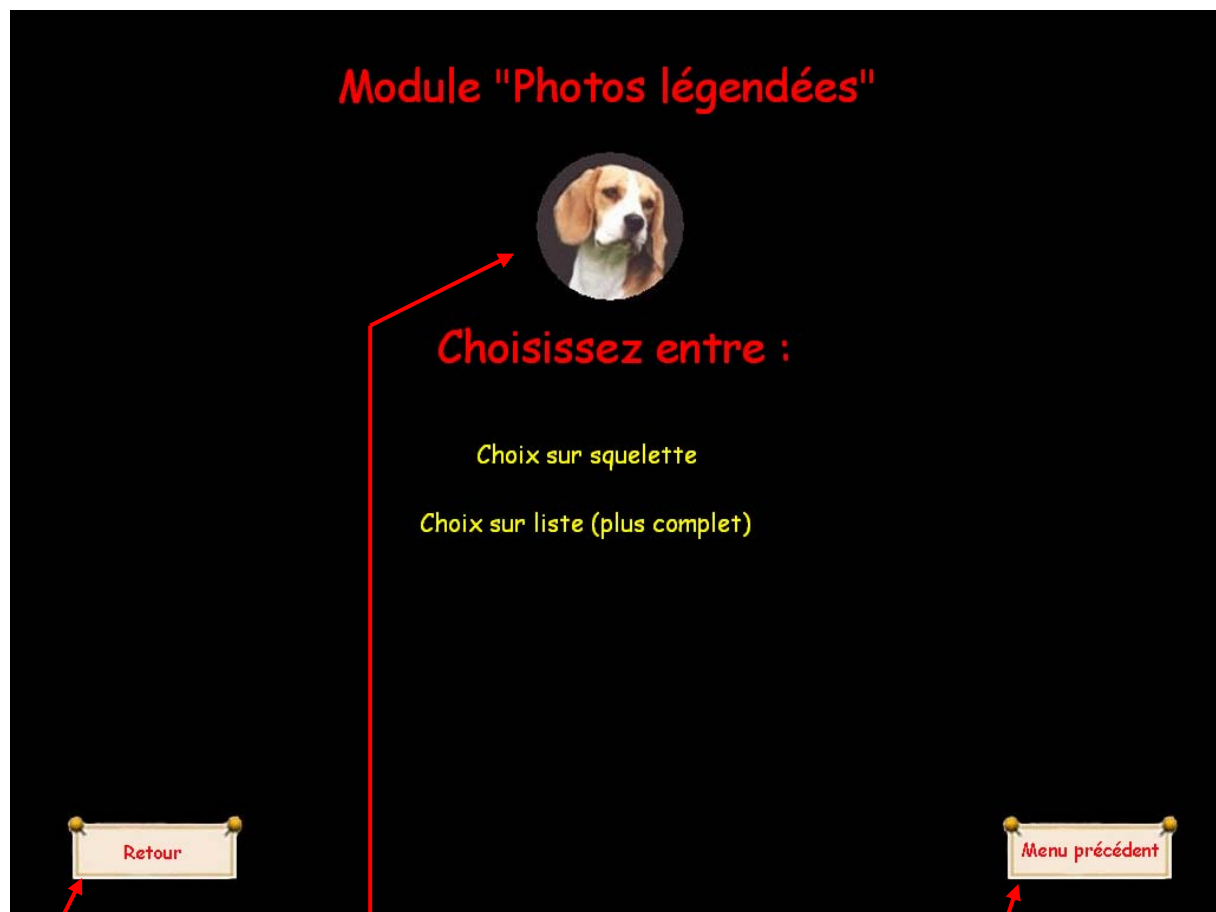 Module "Photos légendées"
Choisissez entre :
Choix sur squelette
Choix sur liste (plus complet)
Retour
Menu précédent